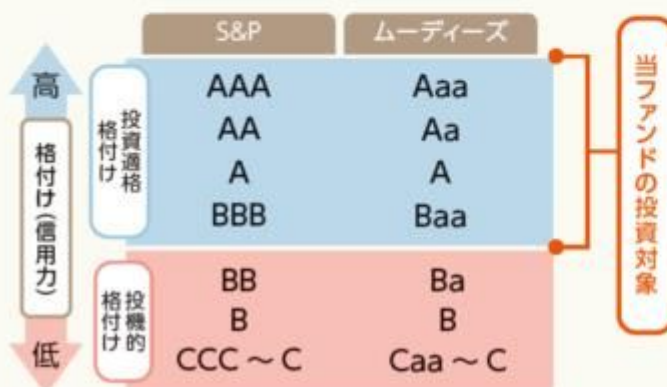 S&P ムーディーズ
高
格付け(信用力)
低
投資適格
格付け
AAA Aaa
AA Aa
A A
BBB Baa
投機的
格付け
BB Ba
B B
CCC ~ C Caa ~ C
当ファンドの投資対象